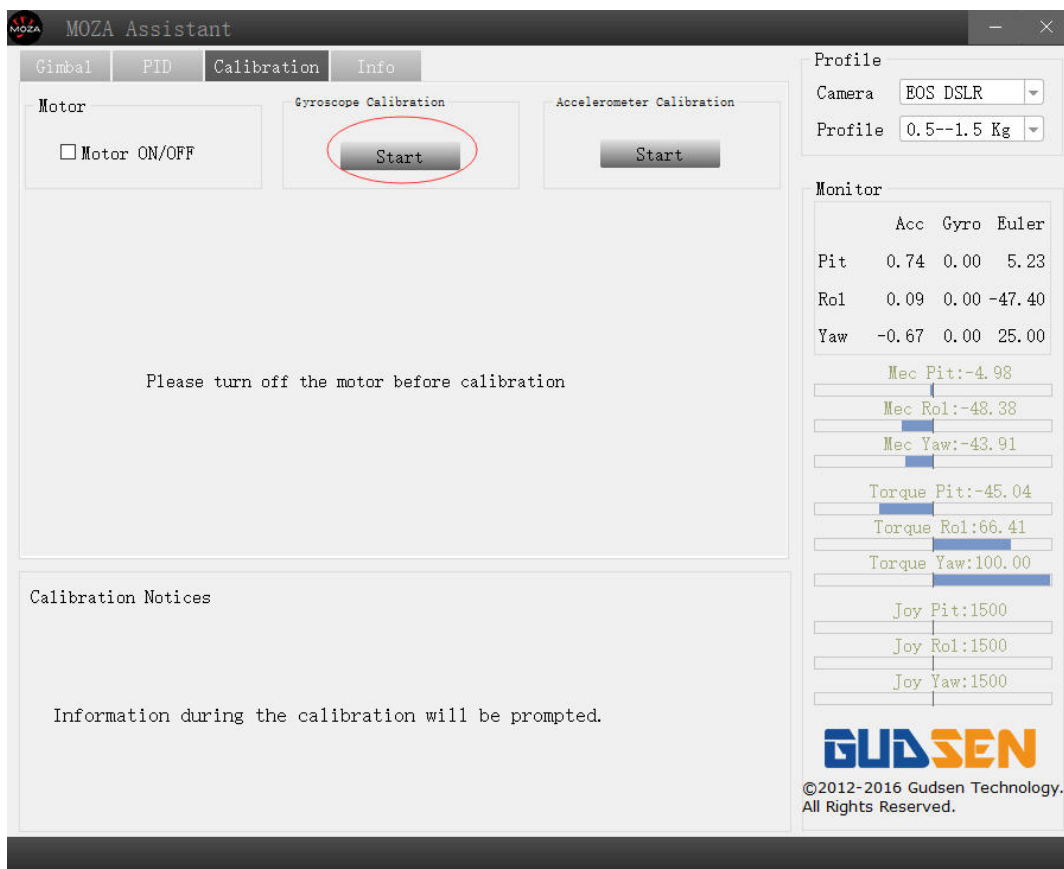 MOZA MOZA Assistant
Gimbal PID Calibration Info
Motor
Motor ON/OFF
Gyroscope Calibration
Start
Accelerometer Calibration
Start
Please turn off the motor before calibration
Calibration Notices
Information during the calibration will be prompted.
Profile
Camera EOS DSLR
Profile 0.5--1.5 Kg
Monitor
Acc Gyro Euler
Pit 0.74 0.00 5.23
Rol 0.09 0.00 -47.40
Yaw -0.67 0.00 25.00
Mec Pit:-4.98
Mec Rol:-48.38
Mec Yaw:-43.91
Torque Pit:-45.04
Torque Rol:66.41
Torque Yaw:100.00
Joy Pit:1500
Joy Rol:1500
Joy Yaw:1500
GUDSEN
©2012-2016 Gudsen Technology.
All Rights Reserved.